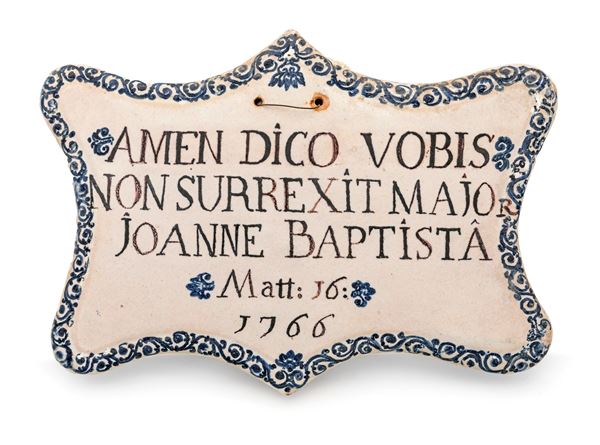 AMEN DICO VOBIS
NON SURREXIT MAJOR
JOANNE BAPTISTÂ
Matt: 16:
1766